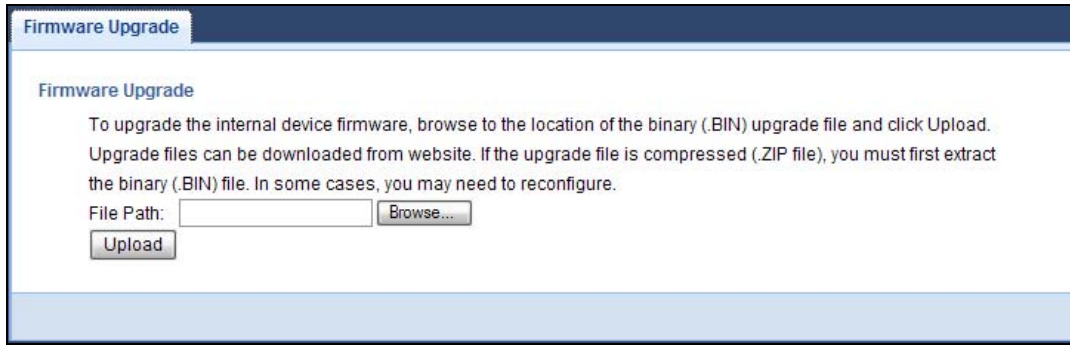 Firmware Upgrade
Firmware Upgrade
To upgrade the internal device firmware, browse to the location of the binary (.BIN) upgrade file and click Upload.
Upgrade files can be downloaded from website. If the upgrade file is compressed (.ZIP file), you must first extract
the binary (.BIN) file. In some cases, you may need to reconfigure.
File Path: Browse...
Upload